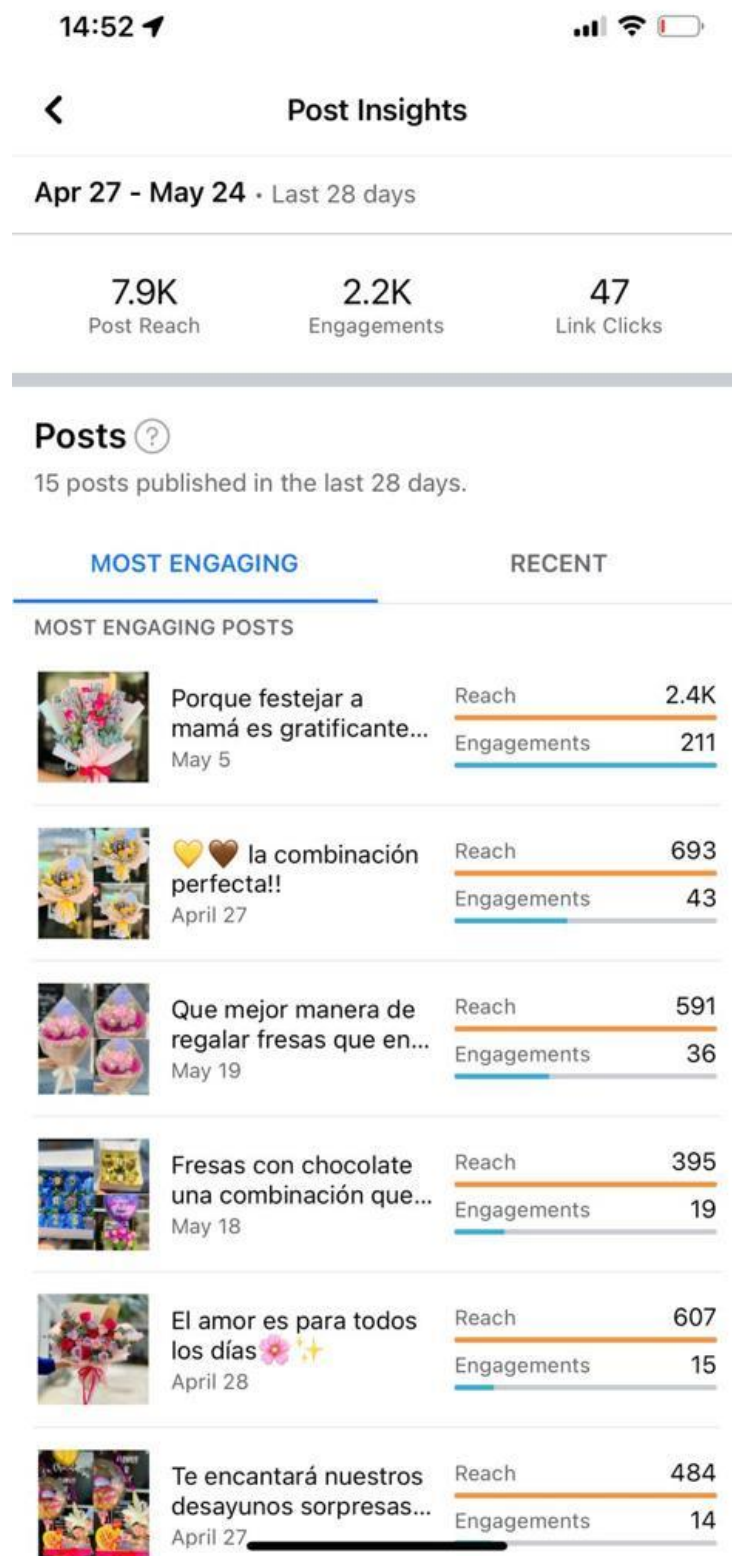 14:52
Post Insights
Apr 27 - May 24 · Last 28 days
7.9K 2.2K 47
Post Reach Engagements Link Clicks
Posts ?
15 posts published in the last 28 days.
MOST ENGAGING RECENT
MOST ENGAGING POSTS
Porque festejar a
mamá es gratificante...
May 5
Reach 2.4K
Engagements 211
💛🤎 la combinación
perfecta!!
April 27
Reach 693
Engagements 43
Que mejor manera de
regalar fresas que en...
May 19
Reach 591
Engagements 36
Fresas con chocolate
una combinación que...
May 18
Reach 395
Engagements 19
El amor es para todos
los días🌸✨
April 28
Reach 607
Engagements 15
Te encantará nuestros
desayunos sorpresas...
April 27
Reach 484
Engagements 14